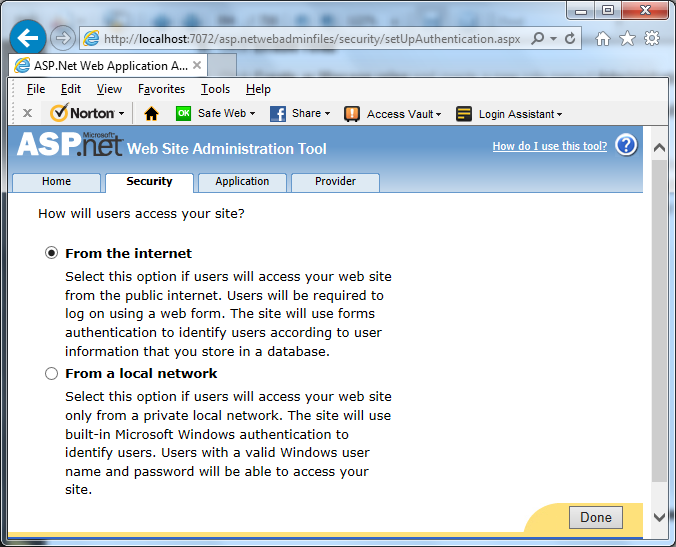 http://localhost:7072/asp.netwebadminfiles/security/setUpAuthentication.aspx
ASP.Net Web Application A...
File Edit View Favorites Tools Help
x Norton OK Safe Web f Share Access Vault Login Assistant
Microsoft
ASP.net Web Site Administration Tool How do I use this tool? ?
Home Security Application Provider
How will users access your site?
From the internet
Select this option if users will access your web site
from the public internet. Users will be required to
log on using a web form. The site will use forms
authentication to identify users according to user
information that you store in a database.
From a local network
Select this option if users will access your web site
only from a private local network. The site will use
built-in Microsoft Windows authentication to
identify users. Users with a valid Windows user
name and password will be able to access your
site.
Done